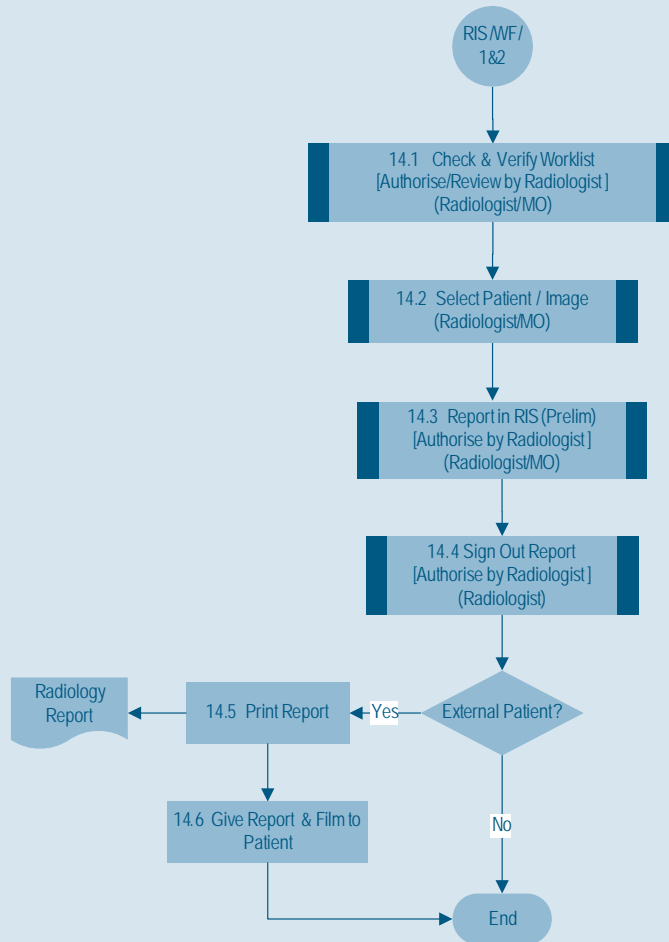 RIS/WF/
1&2
14.1 Check & Verify Worklist
[Authorise/Review by Radiologist]
(Radiologist/MO)
14.2 Select Patient / Image
(Radiologist/MO)
14.3 Report in RIS (Prelim)
[Authorise by Radiologist]
(Radiologist/MO)
14.4 Sign Out Report
[Authorise by Radiologist]
(Radiologist)
External Patient?
Yes
14.5 Print Report
Radiology
Report
14.6 Give Report & Film to
Patient
No
End